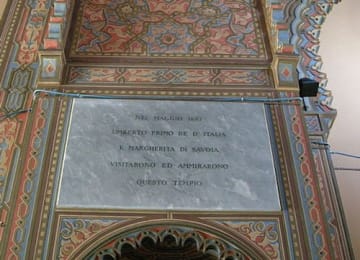 NEL MAGGIO 1887
UMBERTO PRIMO RE D'ITALIA
E MARGHERITA DI SAVOIA
VISITARONO ED AMMIRARONO
QUESTO TEMPIO